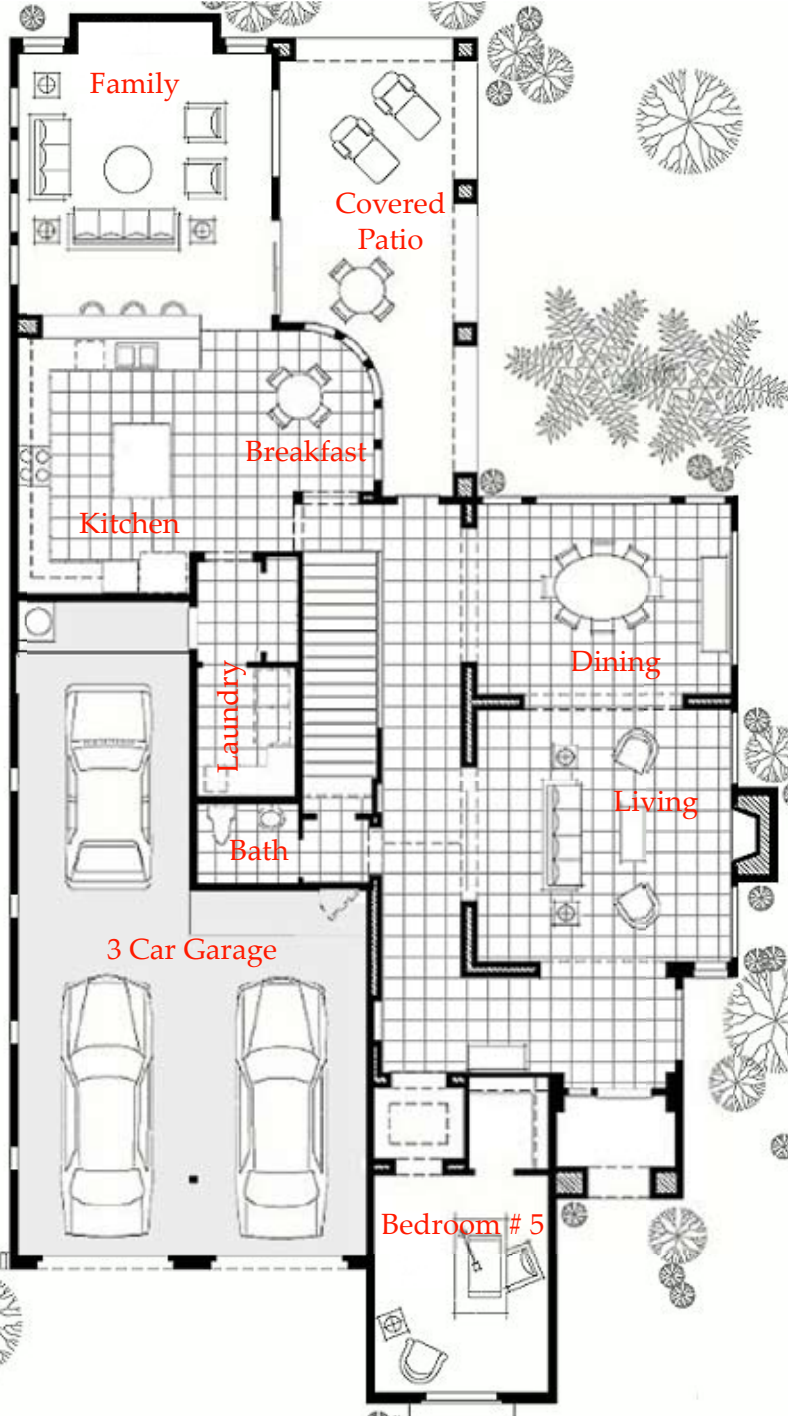 Family
Covered
Patio
Breakfast
Kitchen
Dining
Laundry
Living
Bath
3 Car Garage
Bedroom # 5